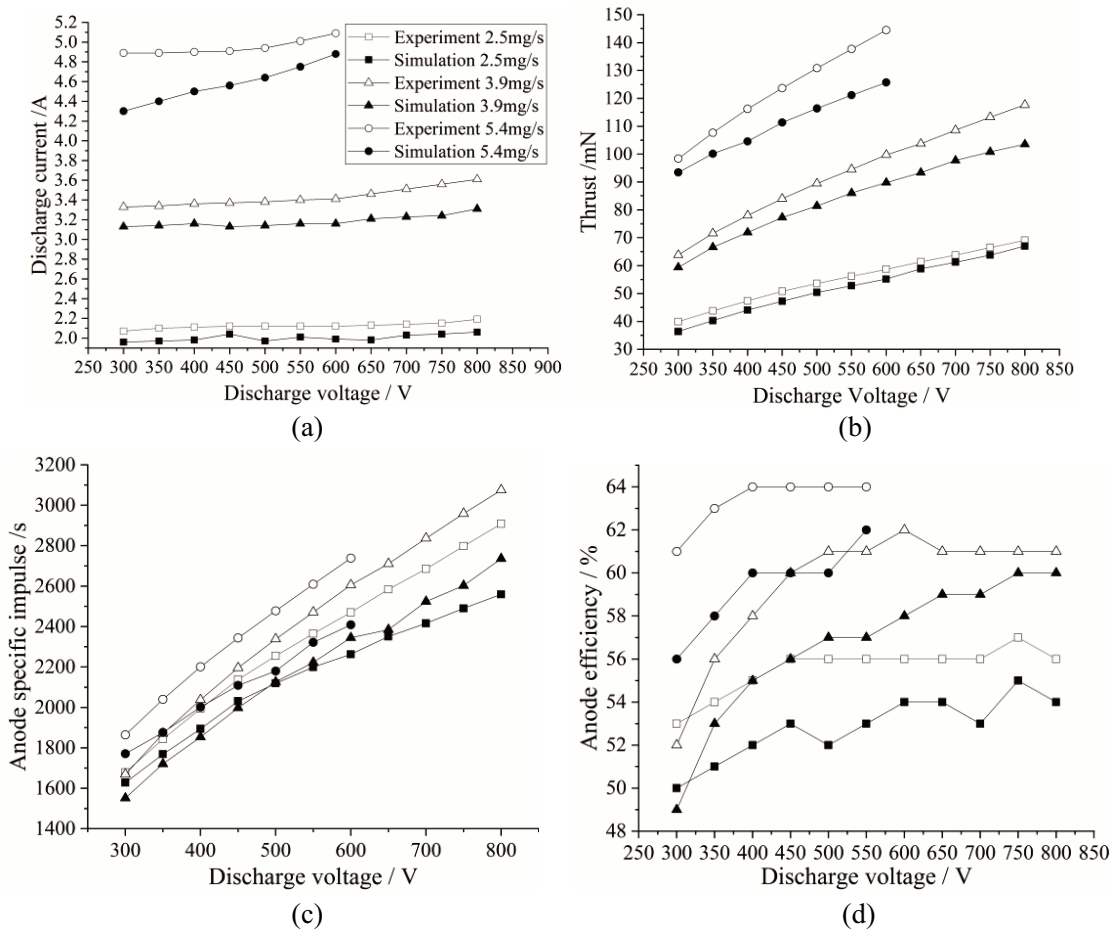 5.2
5.0
4.8
4.6
4.4
4.2
4.0
3.8
3.6
3.4
3.2
3.0
2.8
2.6
2.4
2.2
2.0
Discharge current /A
Experiment 2.5mg/s
Simulation 2.5mg/s
Experiment 3.9mg/s
Simulation 3.9mg/s
Experiment 5.4mg/s
Simulation 5.4mg/s
250 300 350 400 450 500 550 600 650 700 750 800 850 900
Discharge voltage / V
(a)
150
140
130
120
110
100
90
80
70
60
50
40
30
Thrust /mN
250 300 350 400 450 500 550 600 650 700 750 800 850
Discharge Voltage / V
(b)
3200
3000
2800
2600
2400
2200
2000
1800
1600
1400
Anode specific impulse /s
300 400 500 600 700 800
Discharge voltage / V
(c)
64
62
60
58
56
54
52
50
48
Anode efficiency / %
250 300 350 400 450 500 550 600 650 700 750 800 850
Discharge voltage / V
(d)